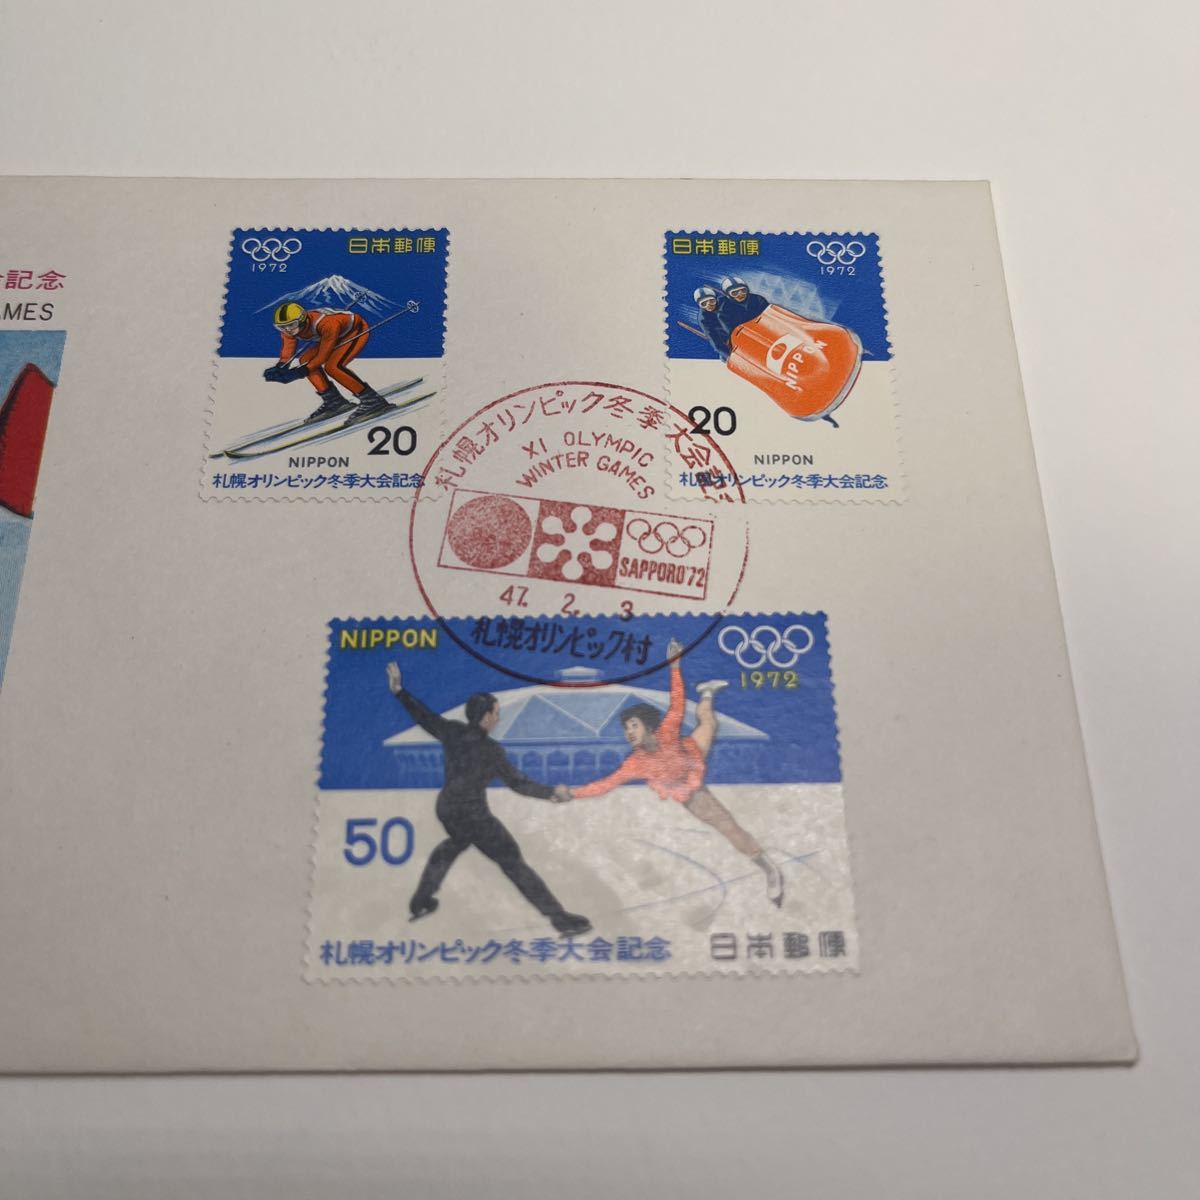 記念
AMES
1972
日本郵便
20
NIPPON
札幌オリンピック冬季大会記念
日本郵便
1972
NIPPON
20
NIPPON
札幌オリンピック冬季大会記念
札幌オリンピック冬季大会記念
XI OLYMPIC
WINTER GAMES
SAPPORO'72
47. 2. 3
札幌オリンピック村
NIPPON
1972
50
札幌オリンピック冬季大会記念
日本郵便